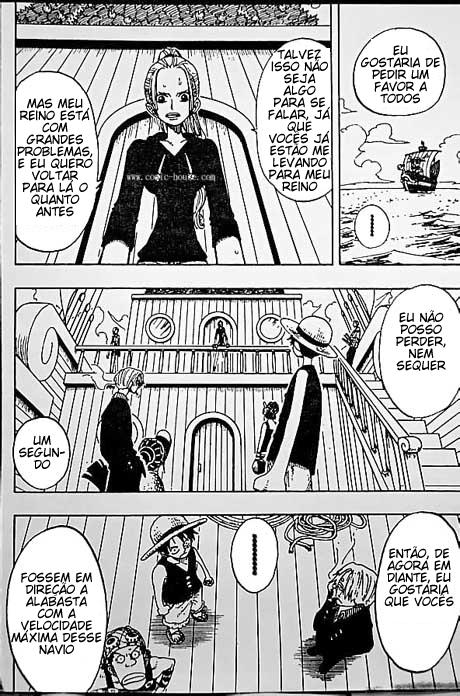 EU
GOSTARIA DE
PEDIR UM
FAVOR A
TODOS
!
TALVEZ
ISSO NÃO
SEJA
ALGO
PARA SE
FALAR, JÁ
QUE
VOCÊS JÁ
ESTÃO ME
LEVANDO
PARA MEU
REINO
MAS MEU
REINO ESTÁ
COM
GRANDES
PROBLEMAS,
E EU QUERO
VOLTAR
PARA LÁ O
QUANTO
ANTES
www.comic-house.com
EU NÃO
POSSO
PERDER,
NEM
SEQUER
UM
SEGUN-
DO
ENTÃO, DE
AGORA EM
DIANTE, EU
GOSTARIA
QUE VOCÊS
FOSSEM EM
DIREÇÃO A
ALABASTA
COM A
VELOCIDADE
MÁXIMA DESSE
NAVIO